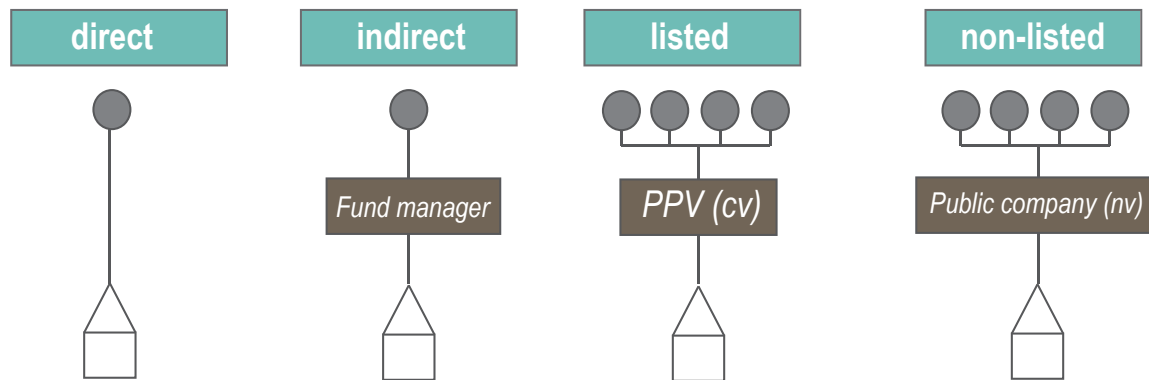 direct
indirect
listed
non-listed
Fund manager
PPV (cv)
Public company (nv)